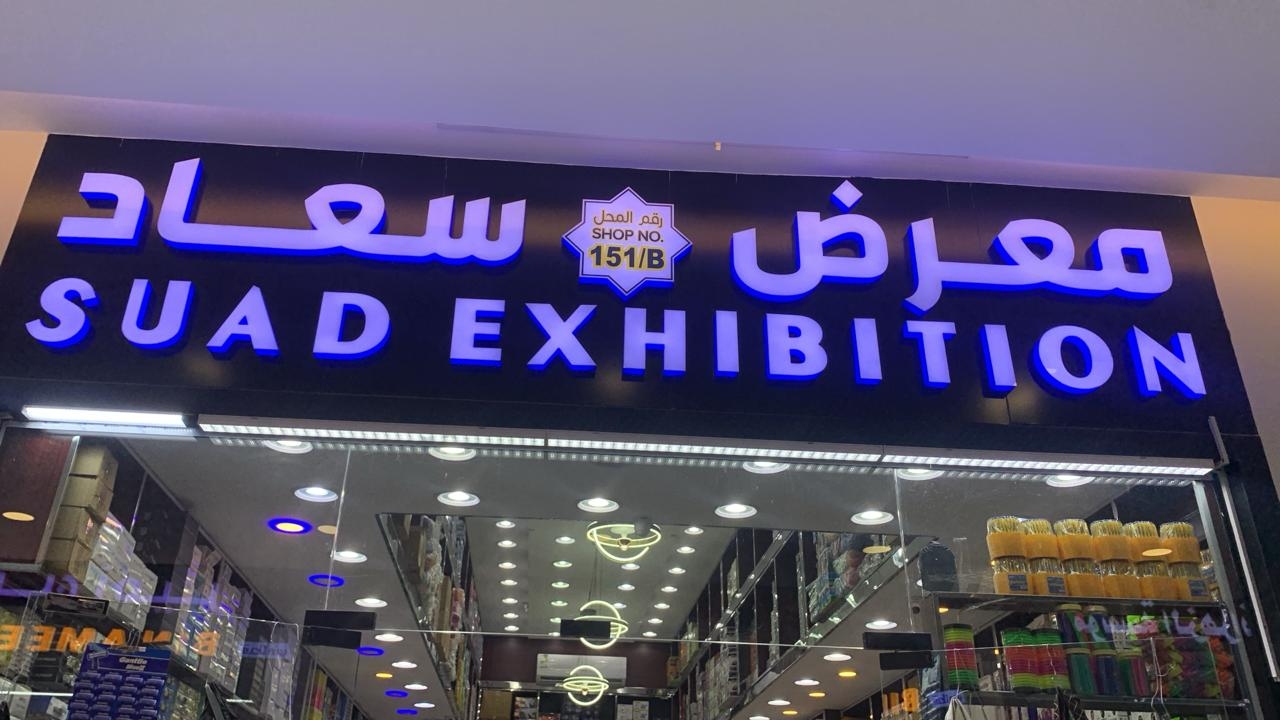 معرض سعاد
رقم المحل
SHOP NO.
151/B
SUAD EXHIBITION